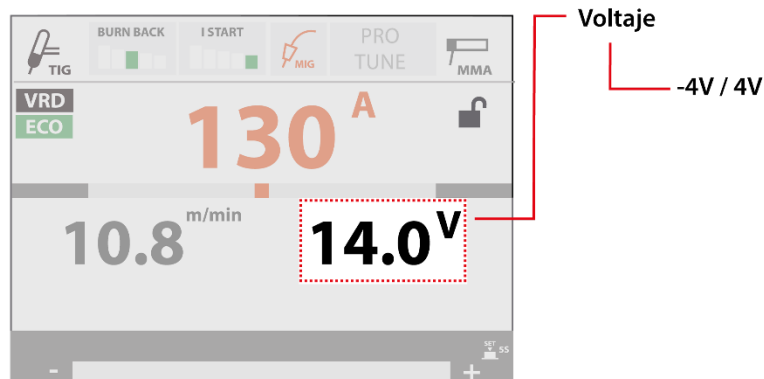 Voltaje
-4V / 4V
TIG
BURN BACK
I START
MIG
PRO
TUNE
MMA
VRD
ECO
130 A
10.8 m/min
14.0 V
SET
55
-
+